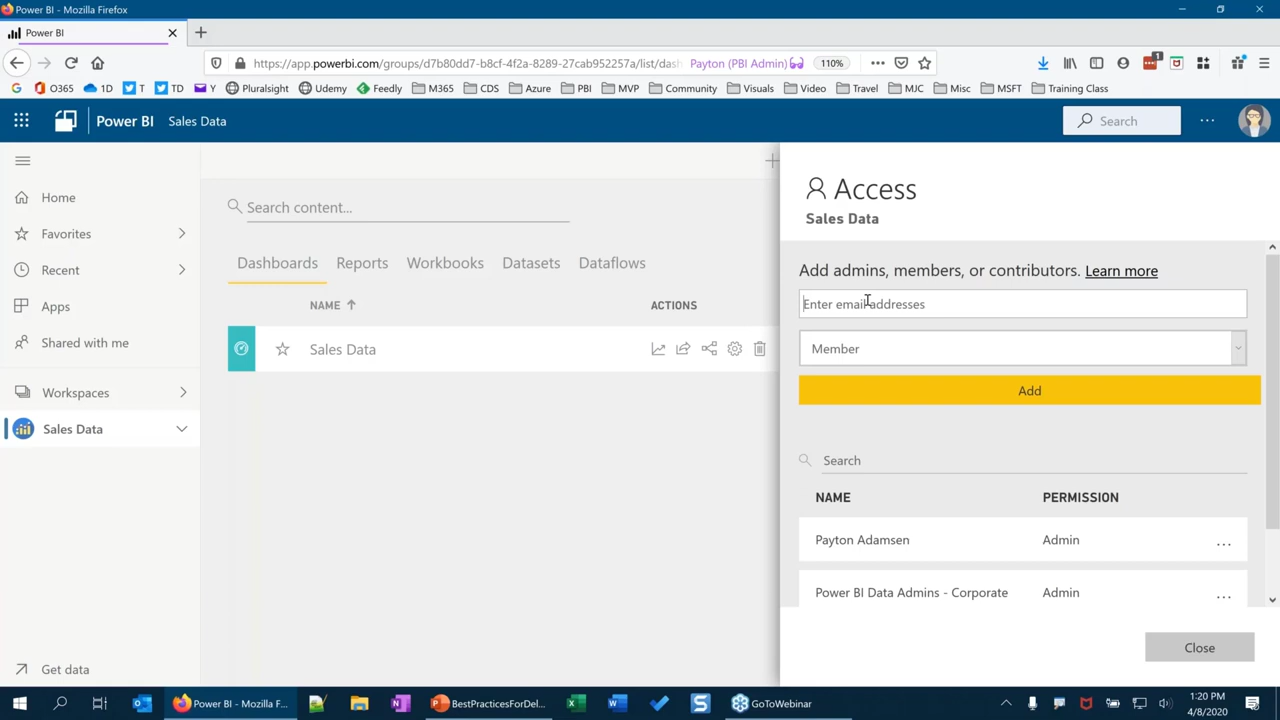 Power BI - Mozilla Firefox
Power BI
https://app.powerbi.com/groups/d7b80dd7-b8cf-4f2a-8289-27cab952257a/list/dash Payton (PBI Admin) 110%
O365 1D T TD Y Pluralsight Udemy Feedly M365 CDS Azure PBI MVP Community Visuals Video Travel MJC Misc MSFT Training Class
Power BI Sales Data Search
Access
Sales Data
Home
Favorites
Recent
Apps
Shared with me
Workspaces
Sales Data
Get data
Search content...
Dashboards Reports Workbooks Datasets Dataflows
NAME ACTIONS
Sales Data
Add admins, members, or contributors. Learn more
Enter email addresses
Member
Add
Search
NAME PERMISSION
Payton Adamsen Admin
Power BI Data Admins - Corporate Admin
Close
Power BI - Mozilla F... BestPracticesForDel... GoToWebinar
1:20 PM
4/8/2020